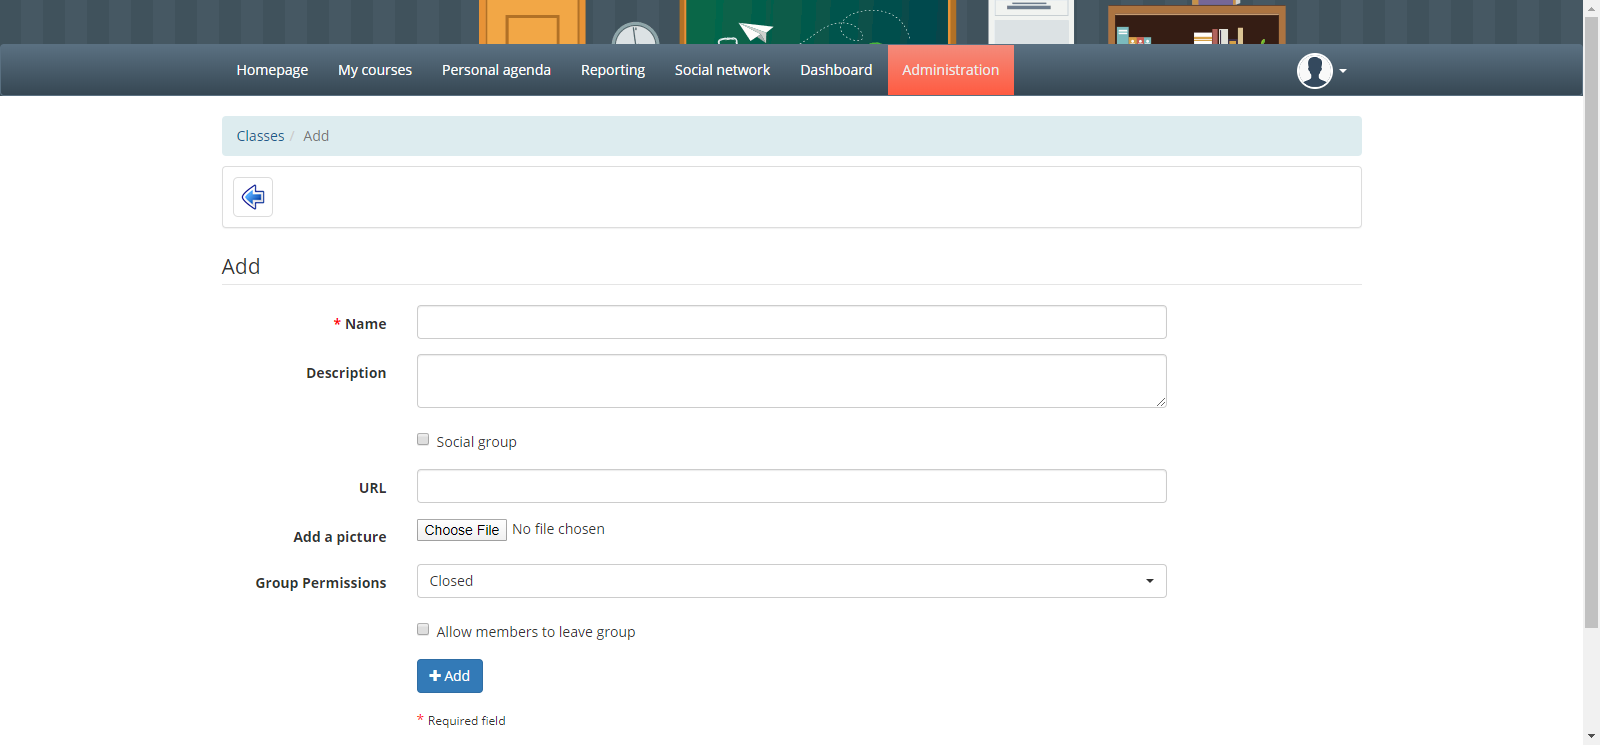 Homepage My courses Personal agenda Reporting Social network Dashboard Administration
Classes / Add
Add
* Name
Description
Social group
URL
Add a picture Choose File No file chosen
Group Permissions Closed
Allow members to leave group
Add
* Required field